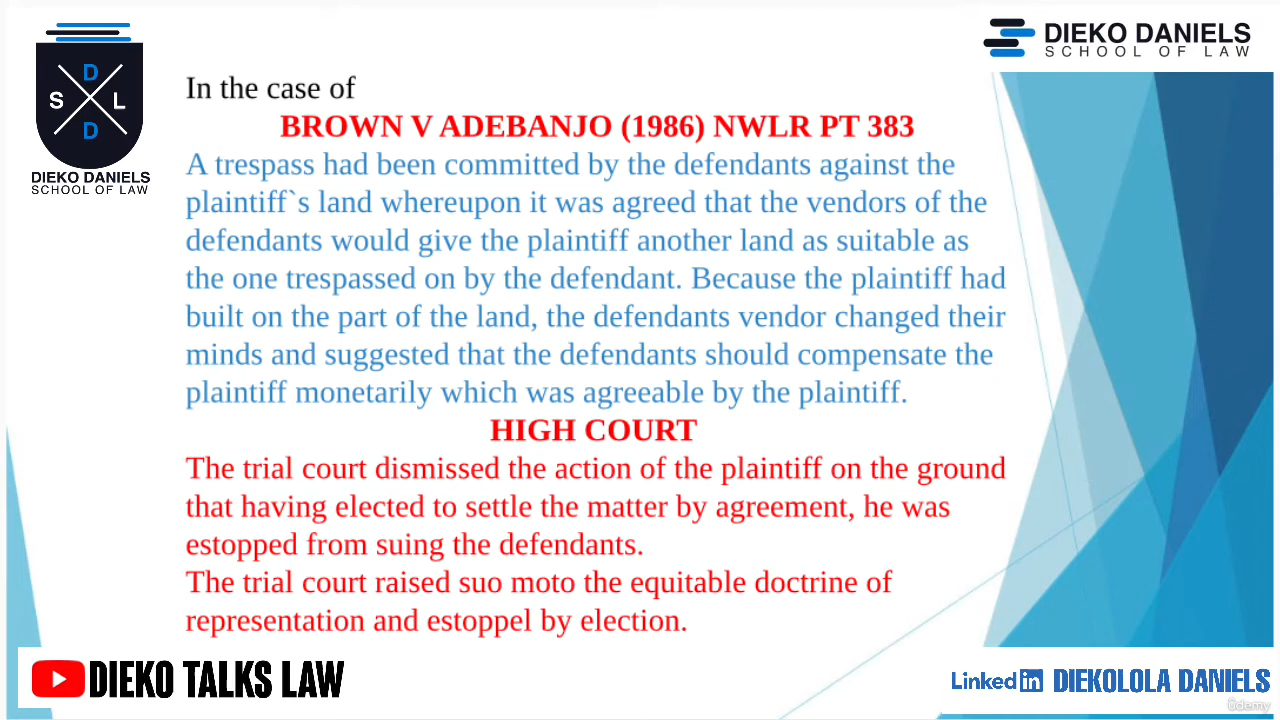 D
S L
D
DIEKO DANIELS
SCHOOL OF LAW
DIEKO DANIELS
SCHOOL OF LAW
In the case of
BROWN V ADEBANJO (1986) NWLR PT 383
A trespass had been committed by the defendants against the
plaintiff`s land whereupon it was agreed that the vendors of the
defendants would give the plaintiff another land as suitable as
the one trespassed on by the defendant. Because the plaintiff had
built on the part of the land, the defendants vendor changed their
minds and suggested that the defendants should compensate the
plaintiff monetarily which was agreeable by the plaintiff.
HIGH COURT
The trial court dismissed the action of the plaintiff on the ground
that having elected to settle the matter by agreement, he was
estopped from suing the defendants.
The trial court raised suo moto the equitable doctrine of
representation and estoppel by election.
DIEKO TALKS LAW
Linked in DIEKOLOLA DANIELS
ûdemy